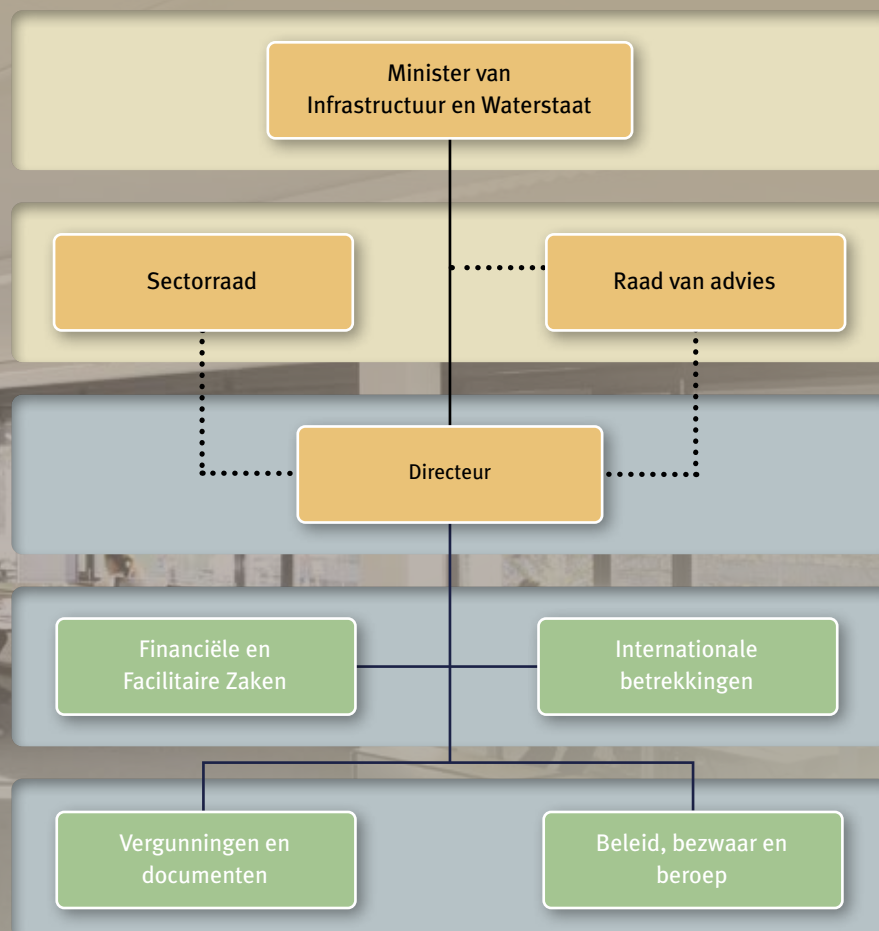 Minister van
Infrastructuur en Waterstaat
Sectorraad
Raad van advies
Directeur
Financiële en
Facilitaire Zaken
Internationale
betrekkingen
Vergunningen en
documenten
Beleid, bezwaar en
beroep